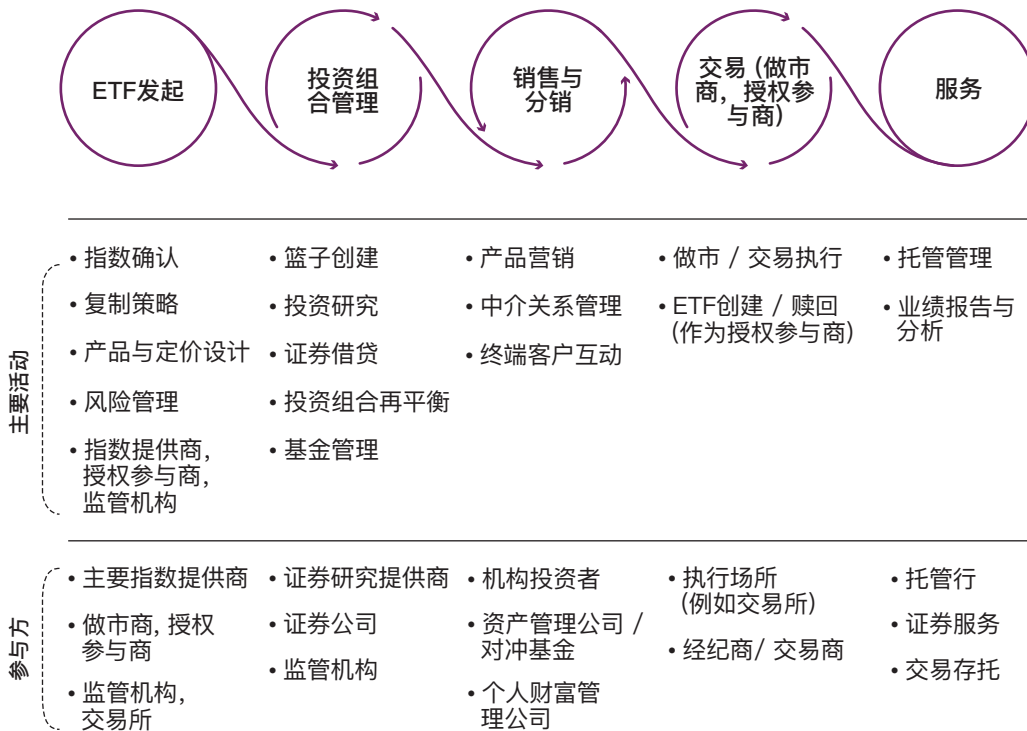 ETF发起
投资组
合管理
销售与
分销
交易 (做市
商，授权参
与商)
服务
主要活动
• 指数确认
• 复制策略
• 产品与定价设计
• 风险管理
• 指数提供商，
授权参与商，
监管机构
• 篮子创建
• 投资研究
• 证券借贷
• 投资组合再平衡
• 基金管理
• 产品营销
• 中介关系管理
• 终端客户互动
• 做市 / 交易执行
• ETF创建 / 赎回
(作为授权参与商)
• 托管管理
• 业绩报告与
分析
参与方
• 主要指数提供商
• 做市商, 授权
参与商
• 监管机构，
交易所
• 证券研究提供商
• 证券公司
• 监管机构
• 机构投资者
• 资产管理公司 /
对冲基金
• 个人财富管
理公司
• 执行场所
(例如交易所)
• 经纪商/ 交易商
• 托管行
• 证券服务
• 交易存托